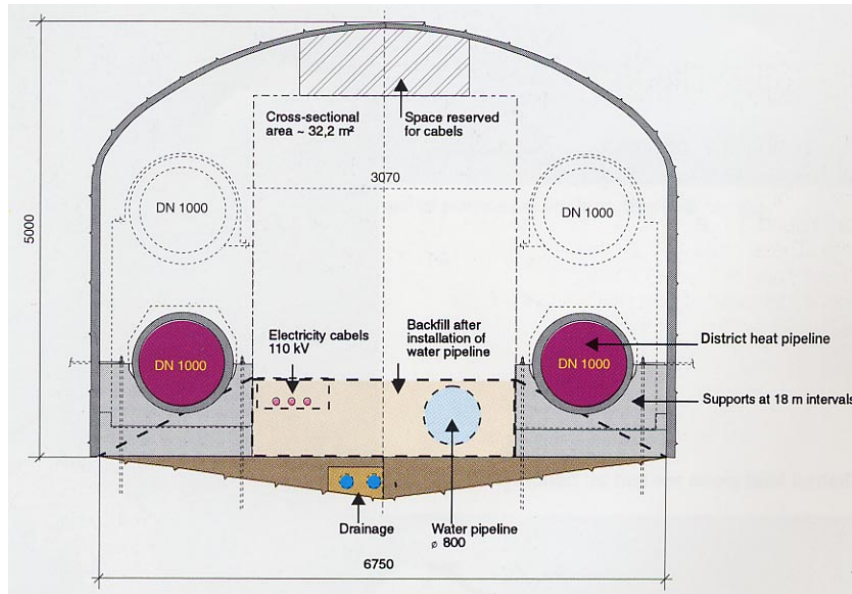 Cross-sectional
area ~ 32,2 m²
Space reserved
for cabels
3070
DN 1000
DN 1000
5000
Electricity cabels
110 kV
Backfill after
installation of
water pipeline
District heat pipeline
DN 1000
DN 1000
Supports at 18 m intervals
Drainage
Water pipeline
ø 800
6750